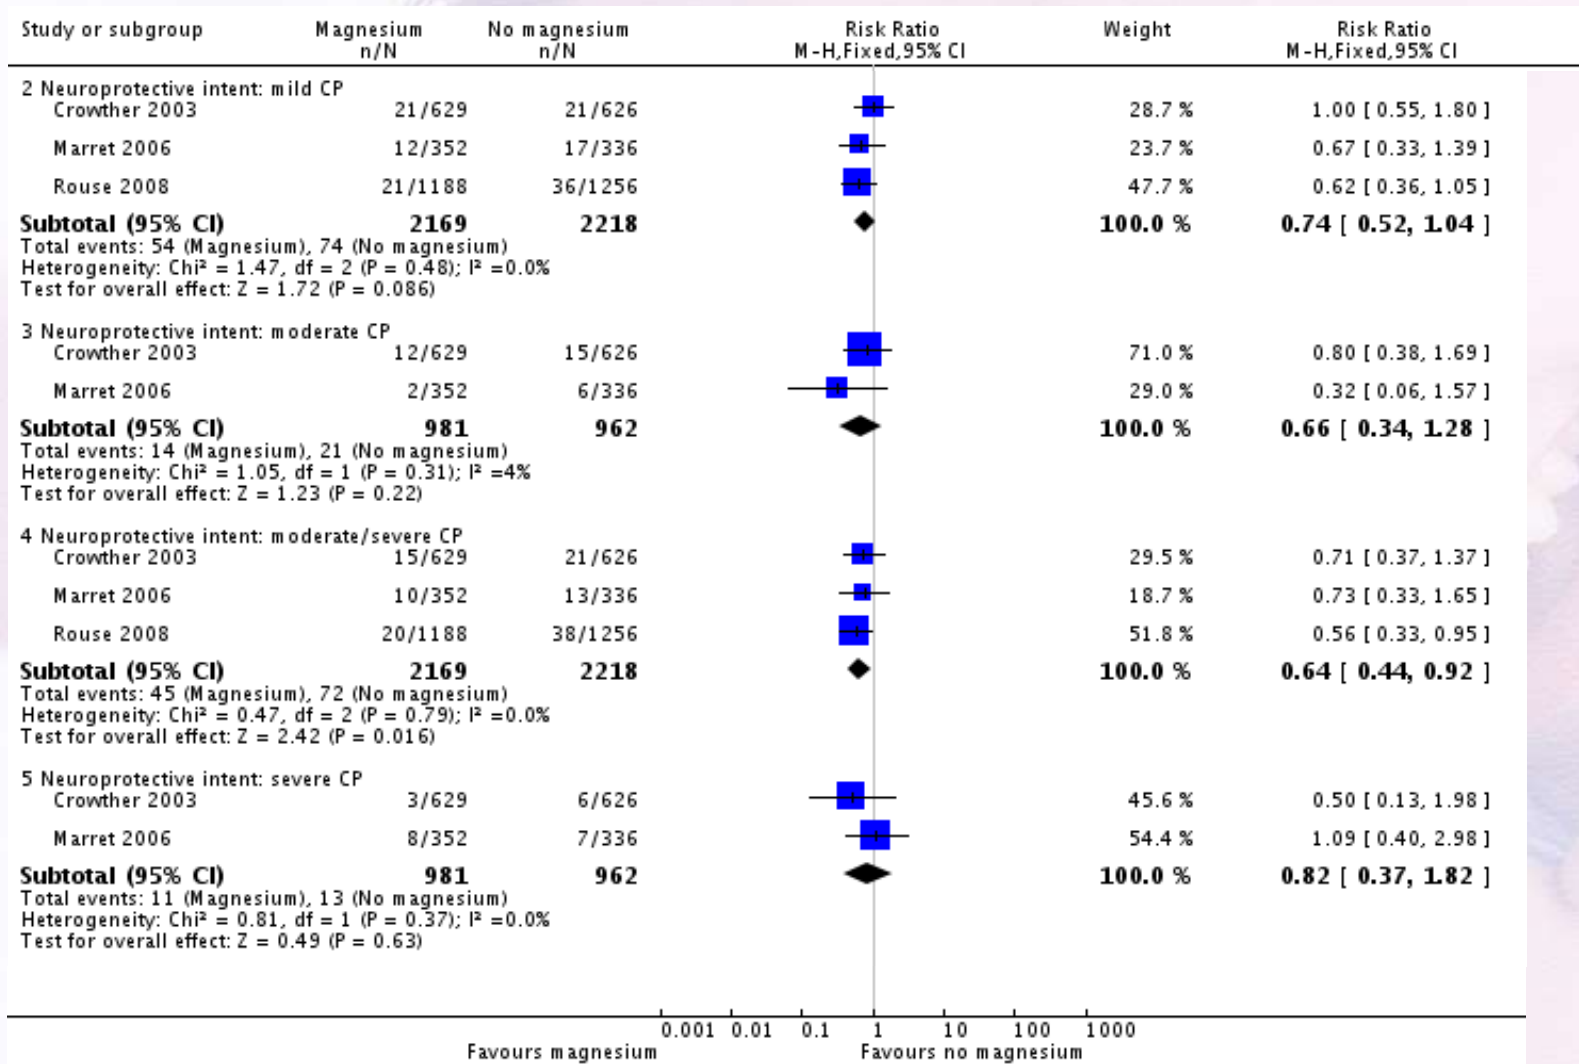 Study or subgroup Magnesium No magnesium Risk Ratio Weight Risk Ratio
n/N n/N M-H,Fixed,95% CI M-H,Fixed,95% CI
2 Neuroprotective intent: mild CP
Crowther 2003 21/629 21/626 28.7 % 1.00 [ 0.55, 1.80 ]
Marret 2006 12/352 17/336 23.7 % 0.67 [ 0.33, 1.39 ]
Rouse 2008 21/1188 36/1256 47.7 % 0.62 [ 0.36, 1.05 ]
Subtotal (95% CI) 2169 2218 100.0 % 0.74 [ 0.52, 1.04 ]
Total events: 54 (Magnesium), 74 (No magnesium)
Heterogeneity: Chi² = 1.47, df = 2 (P = 0.48); I² =0.0%
Test for overall effect: Z = 1.72 (P = 0.086)
3 Neuroprotective intent: moderate CP
Crowther 2003 12/629 15/626 71.0 % 0.80 [ 0.38, 1.69 ]
Marret 2006 2/352 6/336 29.0 % 0.32 [ 0.06, 1.57 ]
Subtotal (95% CI) 981 962 100.0 % 0.66 [ 0.34, 1.28 ]
Total events: 14 (Magnesium), 21 (No magnesium)
Heterogeneity: Chi² = 1.05, df = 1 (P = 0.31); I² =4%
Test for overall effect: Z = 1.23 (P = 0.22)
4 Neuroprotective intent: moderate/severe CP
Crowther 2003 15/629 21/626 29.5 % 0.71 [ 0.37, 1.37 ]
Marret 2006 10/352 13/336 18.7 % 0.73 [ 0.33, 1.65 ]
Rouse 2008 20/1188 38/1256 51.8 % 0.56 [ 0.33, 0.95 ]
Subtotal (95% CI) 2169 2218 100.0 % 0.64 [ 0.44, 0.92 ]
Total events: 45 (Magnesium), 72 (No magnesium)
Heterogeneity: Chi² = 0.47, df = 2 (P = 0.79); I² =0.0%
Test for overall effect: Z = 2.42 (P = 0.016)
5 Neuroprotective intent: severe CP
Crowther 2003 3/629 6/626 45.6 % 0.50 [ 0.13, 1.98 ]
Marret 2006 8/352 7/336 54.4 % 1.09 [ 0.40, 2.98 ]
Subtotal (95% CI) 981 962 100.0 % 0.82 [ 0.37, 1.82 ]
Total events: 11 (Magnesium), 13 (No magnesium)
Heterogeneity: Chi² = 0.81, df = 1 (P = 0.37); I² =0.0%
Test for overall effect: Z = 0.49 (P = 0.63)
0.001 0.01 0.1 1 10 100 1000
Favours magnesium Favours no magnesium